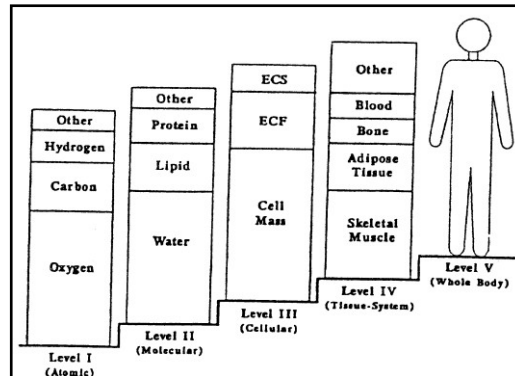 Other
Hydrogen
Carbon
Oxygen
Level I
(Atomic)
Other
Protein
Lipid
Water
Level II
(Molecular)
ECS
ECF
Cell
Mass
Level III
(Cellular)
Other
Blood
Bone
Adipose
Tissue
Skeletal
Muscle
Level IV
(Tissue-System)
Level V
(Whole Body)